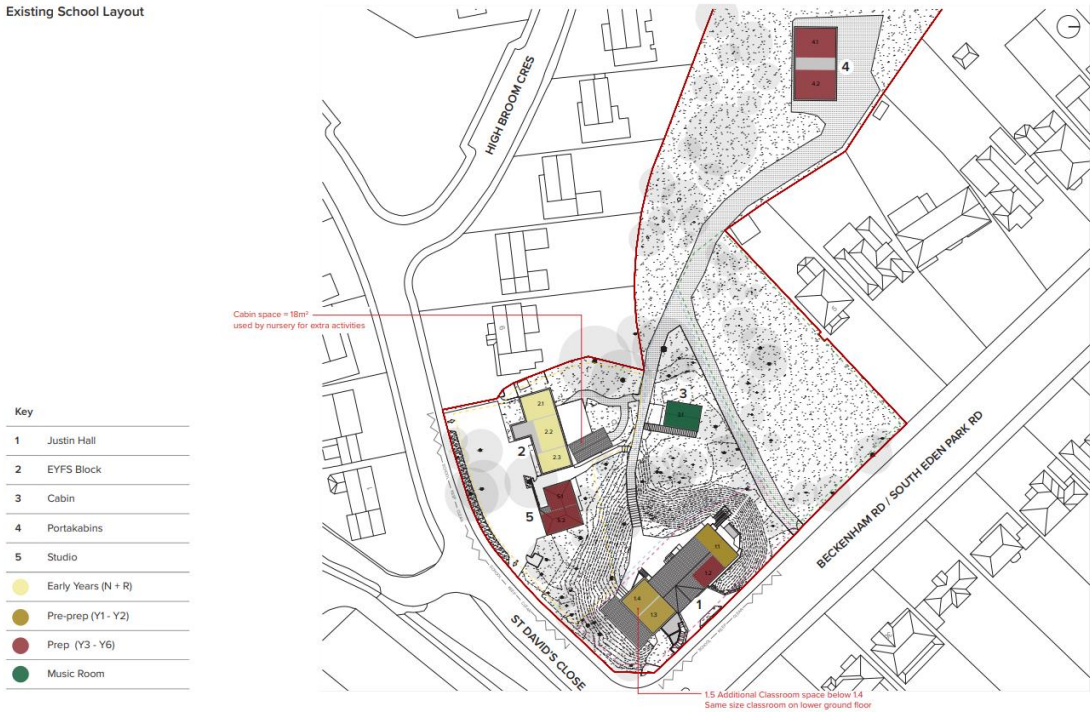 Existing School Layout
HIGH BROOM CRES
4.1
4
4.2
Cabin space = 18m²
used by nursery for extra activities
Key
1 Justin Hall
2 EYFS Block
3 Cabin
4 Portakabins
5 Studio
Early Years (N + R)
Pre-prep (Y1 - Y2)
Prep (Y3 - Y6)
Music Room
2.1
2.2
2.3
2
3
3.1
5
5.1
5.2
1.1
1.2
1
1.4
1.3
BECKENHAM RD / SOUTH EDEN PARK RD
ST DAVID'S CLOSE
1.5 Additional Classroom space below 1.4
Same size classroom on lower ground floor